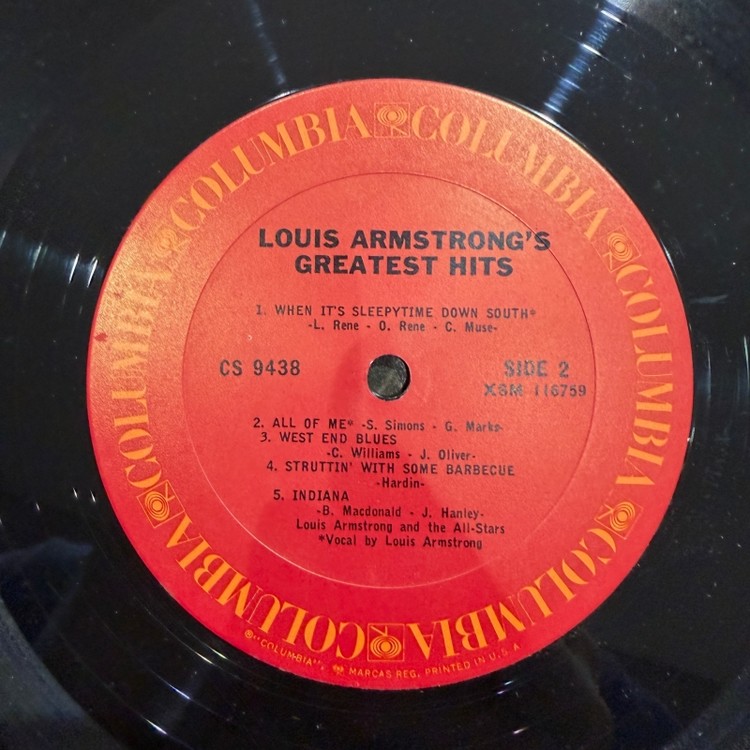 COLUMBIA COLUMBIA COLUMBIA COLUMBIA COLUMBIA COLUMBIA
LOUIS ARMSTRONG'S
GREATEST HITS
1. WHEN IT'S SLEEPYTIME DOWN SOUTH*
-L. Rene - O. Rene - C. Muse-
CS 9438
SIDE 2
XSM 116759
2. ALL OF ME* -S. Simons - G. Marks-
3. WEST END BLUES
-C. Williams - J. Oliver-
4. STRUTTIN' WITH SOME BARBECUE
-Hardin-
5. INDIANA
-B. Macdonald - J. Hanley-
Louis Armstrong and the All-Stars
*Vocal by Louis Armstrong
℗"COLUMBIA", MARCAS REG. PRINTED IN U.S.A